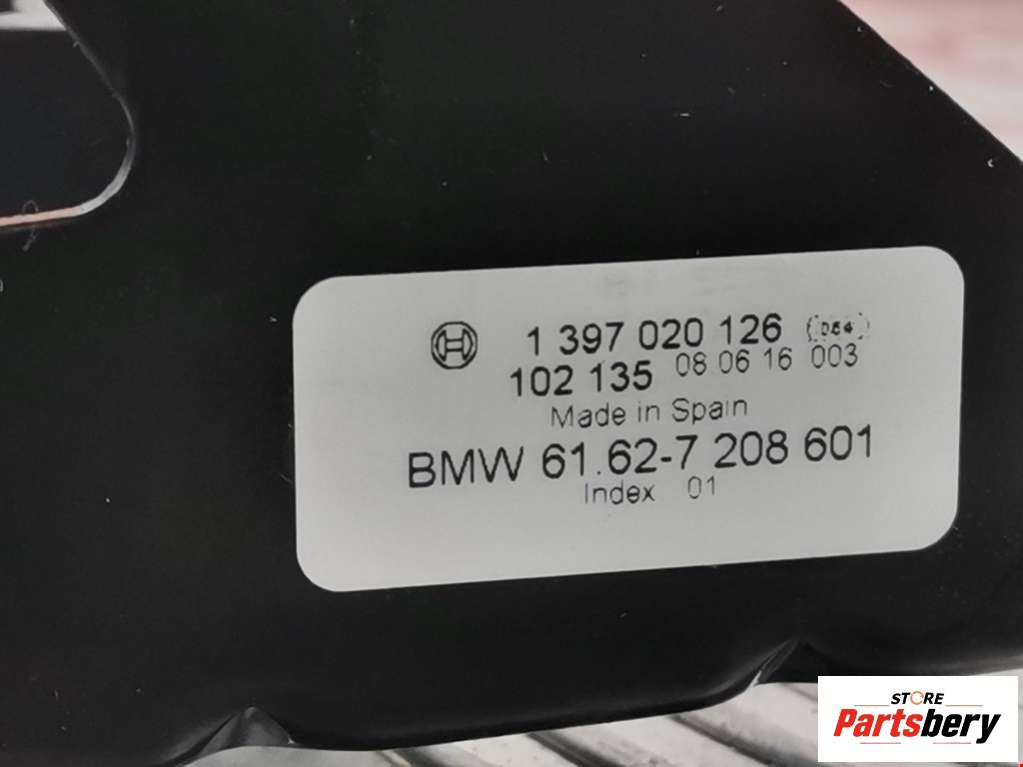 1 397 020 126
102 135 08 06 16 003
Made in Spain
BMW 61.62-7 208 601
Index 01
STORE
Partsbery